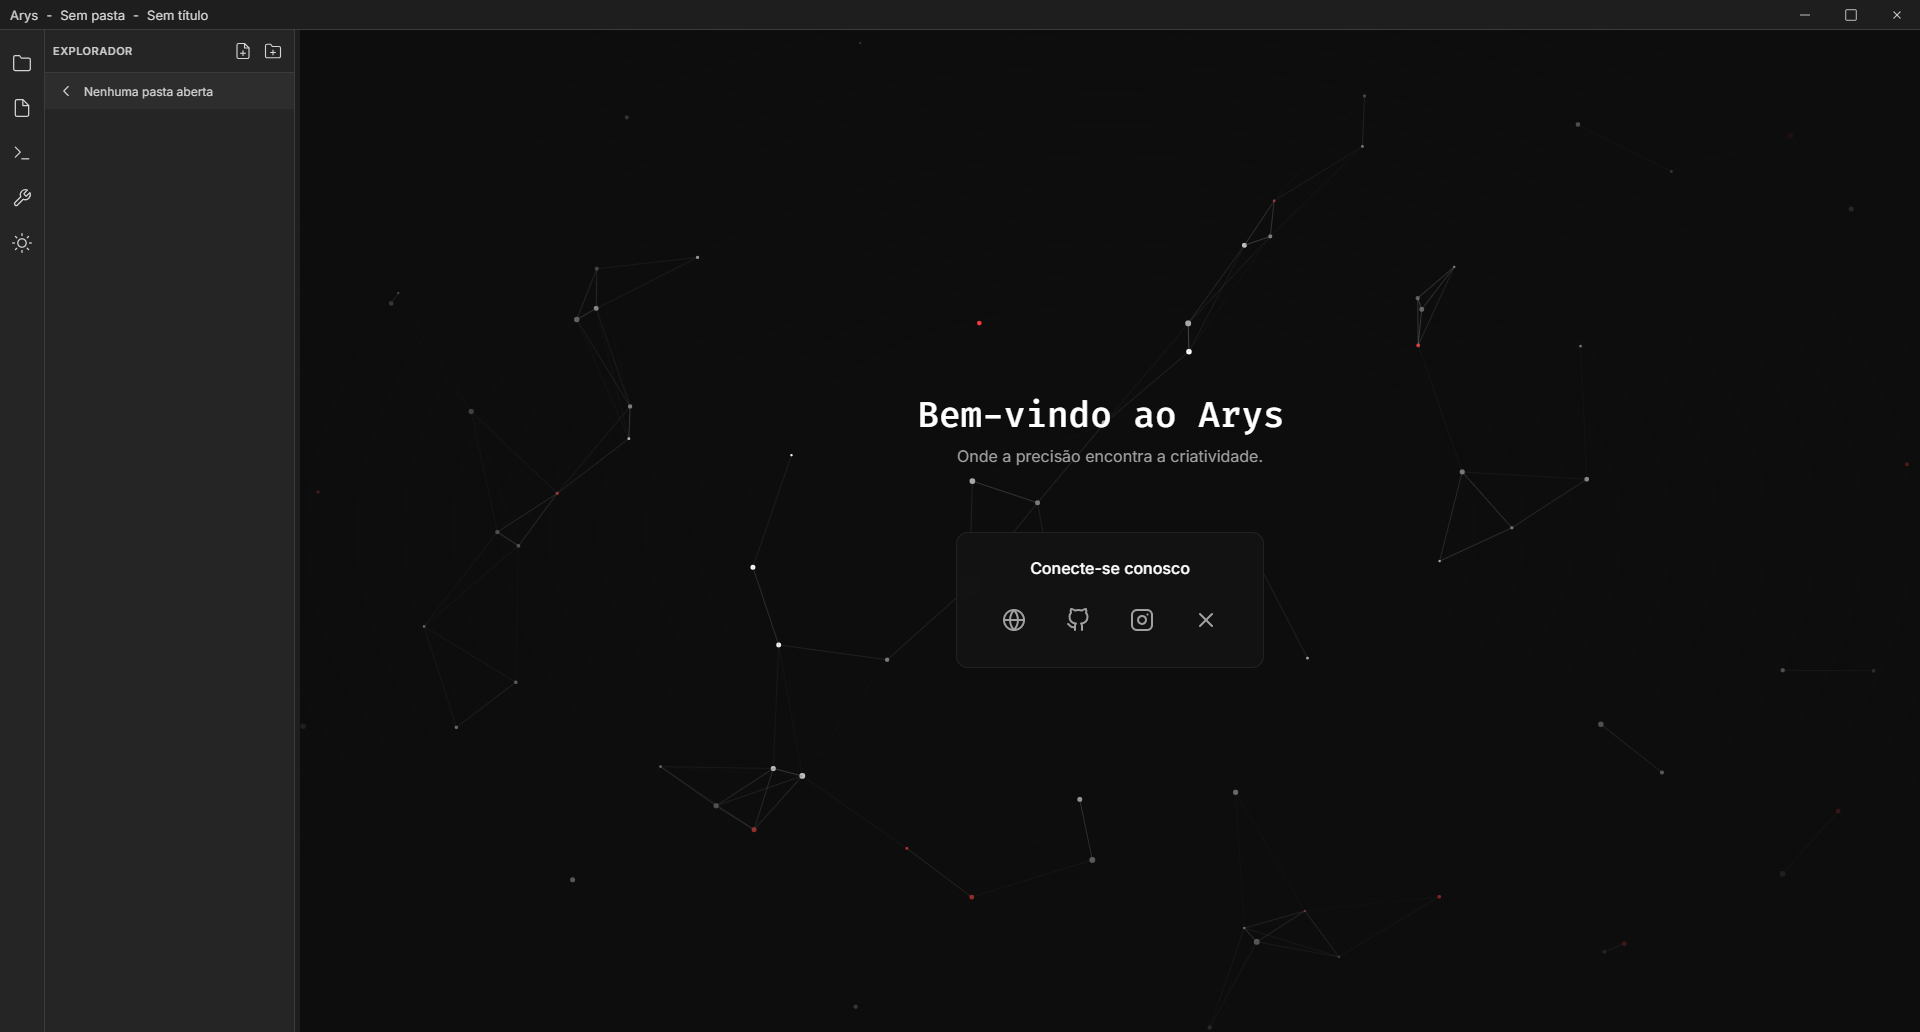 Arys - Sem pasta - Sem título
EXPLORADOR
Nenhuma pasta aberta
Bem-vindo ao Arys
Onde a precisão encontra a criatividade.
Conecte-se conosco